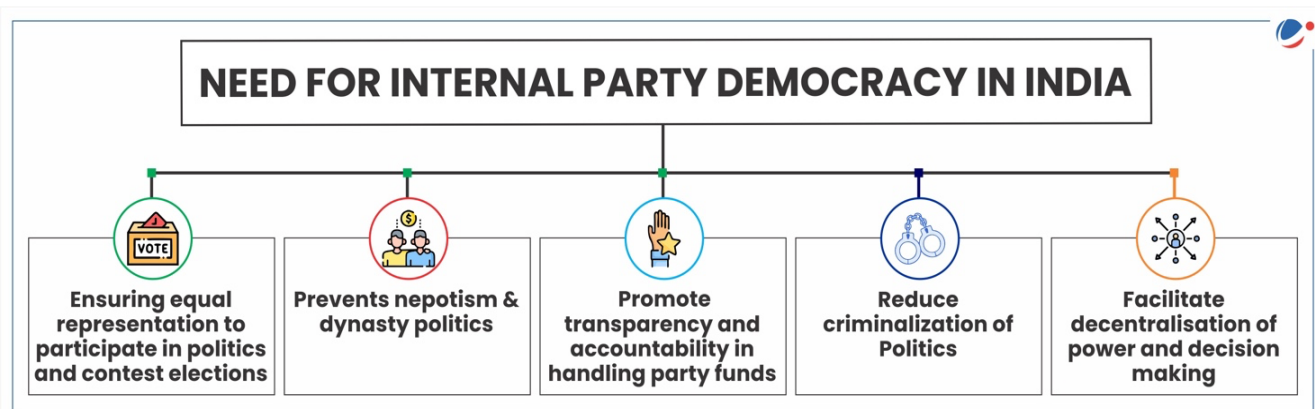 NEED FOR INTERNAL PARTY DEMOCRACY IN INDIA
VOTE
Ensuring equal
representation to
participate in politics
and contest elections
$
Prevents nepotism &
dynasty politics
Promote
transparency and
accountability in
handling party funds
Reduce
criminalization of
Politics
Facilitate
decentralisation of
power and decision
making